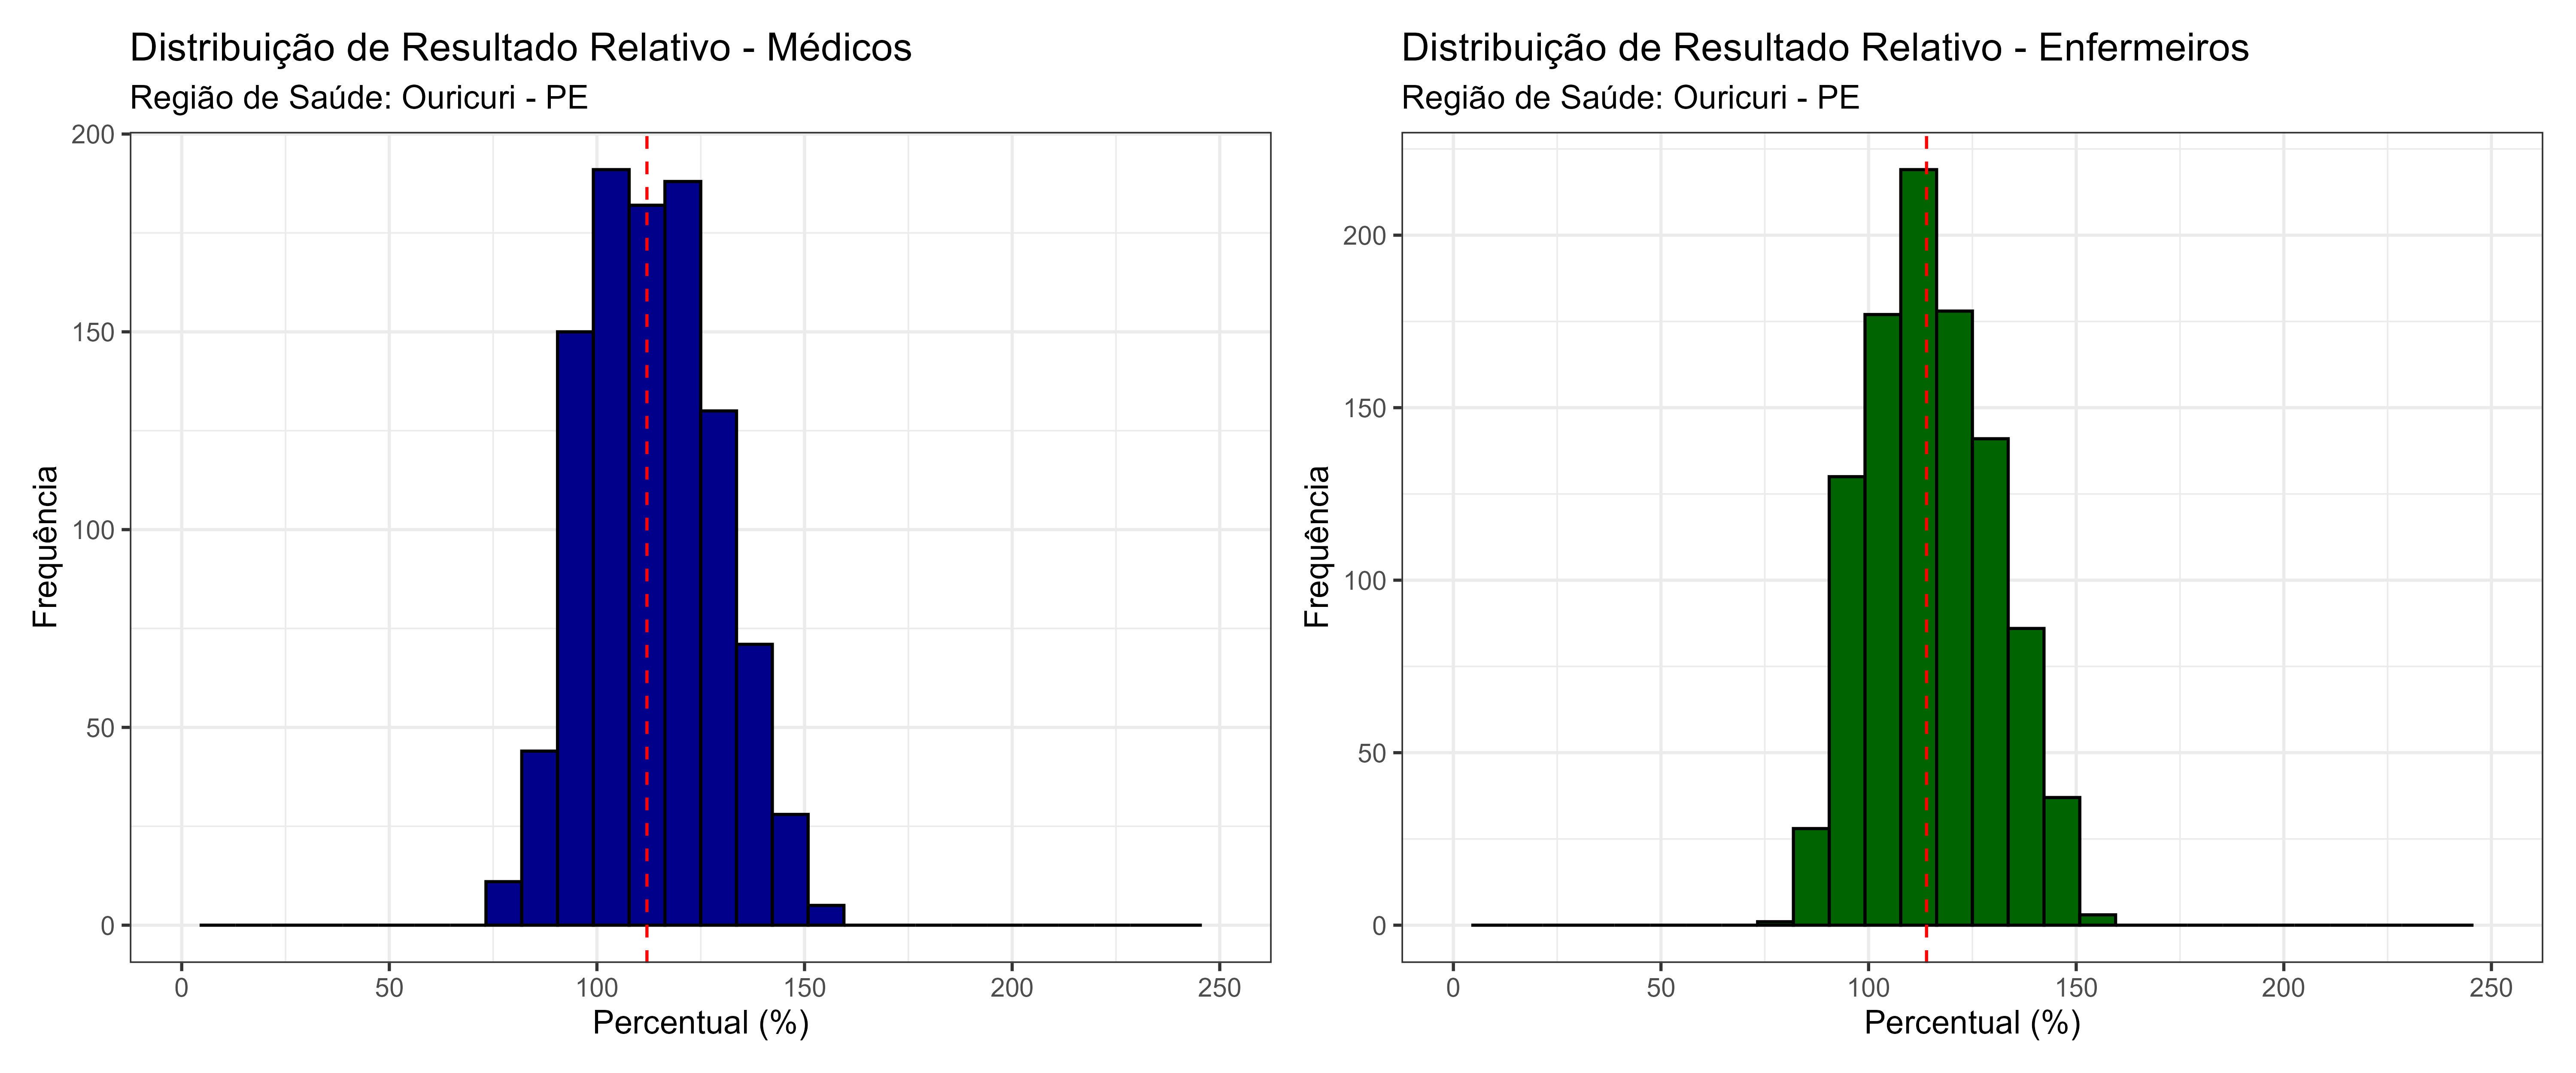 Distribuição de Resultado Relativo - Médicos
Região de Saúde: Ouricuri - PE
200
150
100
50
0
Frequência
0 50 100 150 200 250
Percentual (%)
Distribuição de Resultado Relativo - Enfermeiros
Região de Saúde: Ouricuri - PE
200
150
100
50
0
Frequência
0 50 100 150 200 250
Percentual (%)